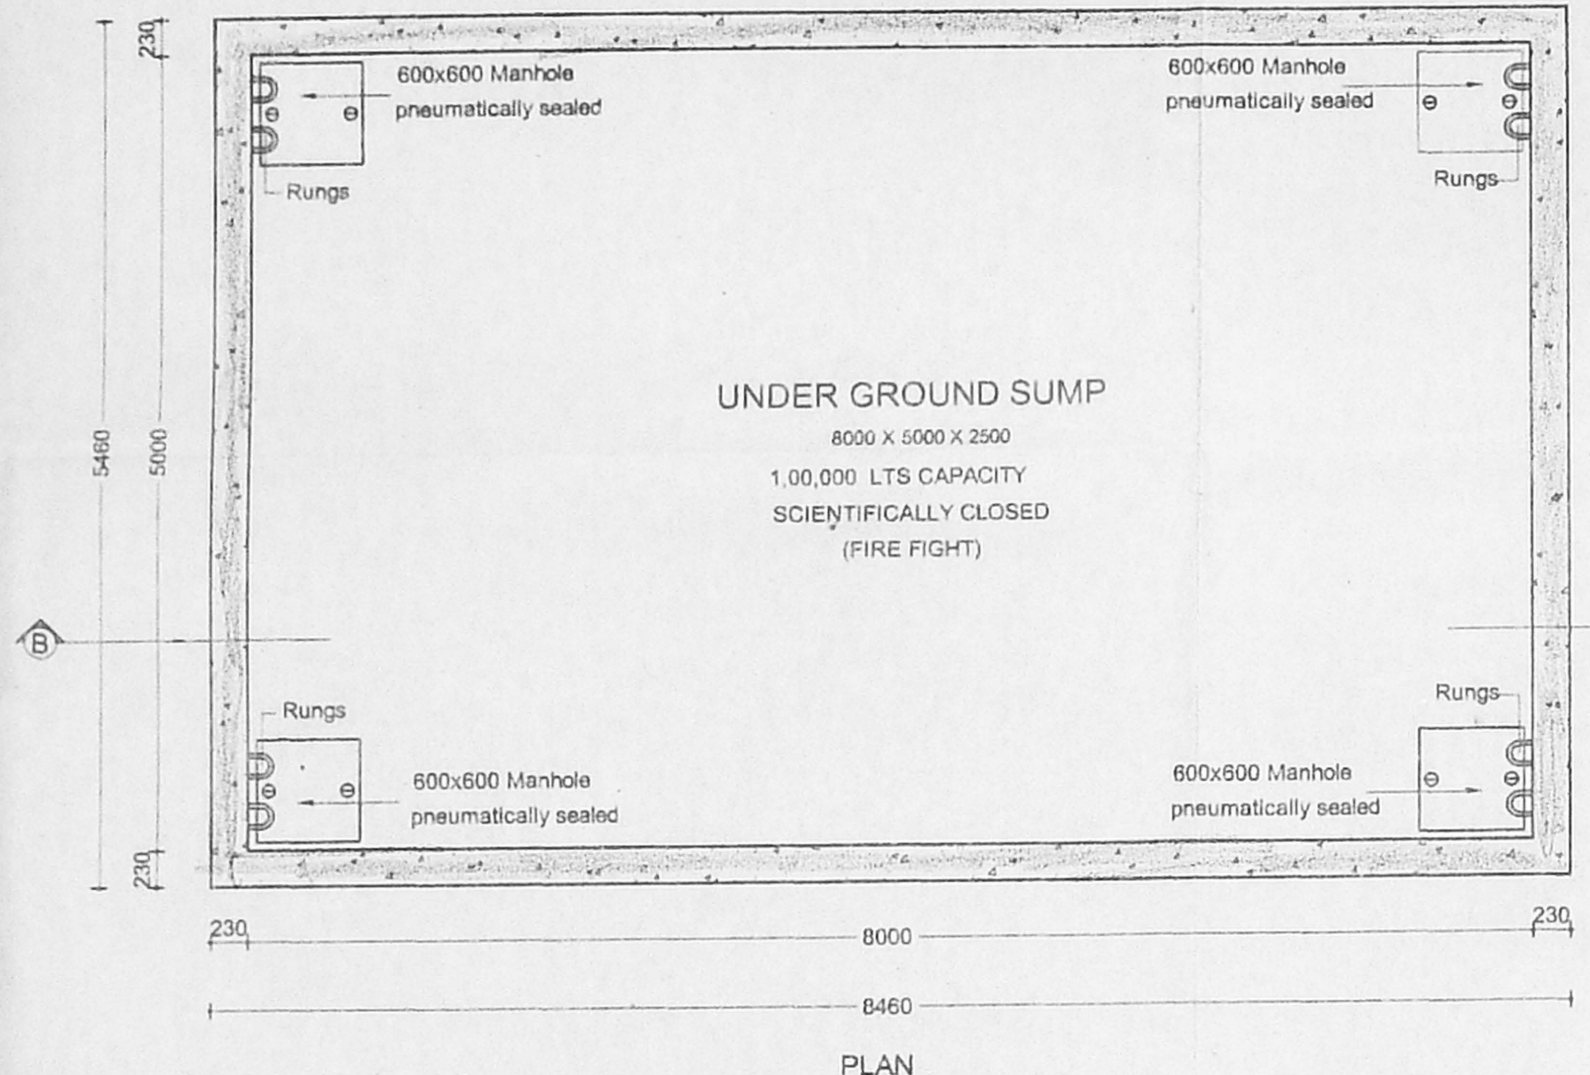 230
600x600 Manhole
pneumatically sealed
Rungs
600x600 Manhole
pneumatically sealed
Rungs
5460
5000
UNDER GROUND SUMP
8000 X 5000 X 2500
1,00,000 LTS CAPACITY
SCIENTIFICALLY CLOSED
(FIRE FIGHT)
B
Rungs
600x600 Manhole
pneumatically sealed
Rungs
600x600 Manhole
pneumatically sealed
230
230
8000
230
8460
PLAN